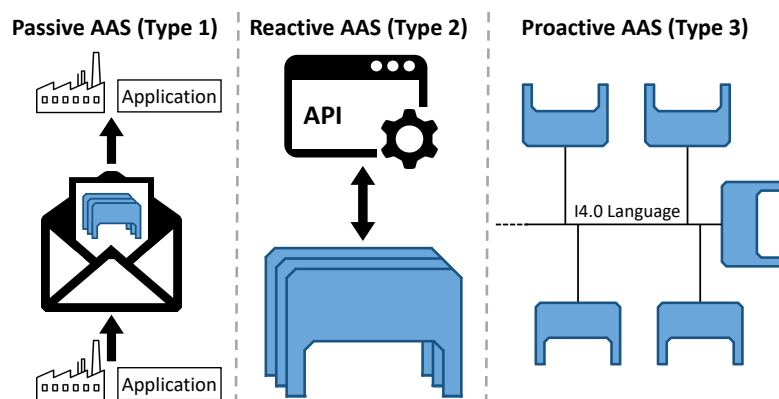 Passive AAS (Type 1)
Reactive AAS (Type 2)
Proactive AAS (Type 3)
Application
API
I4.0 Language
Application